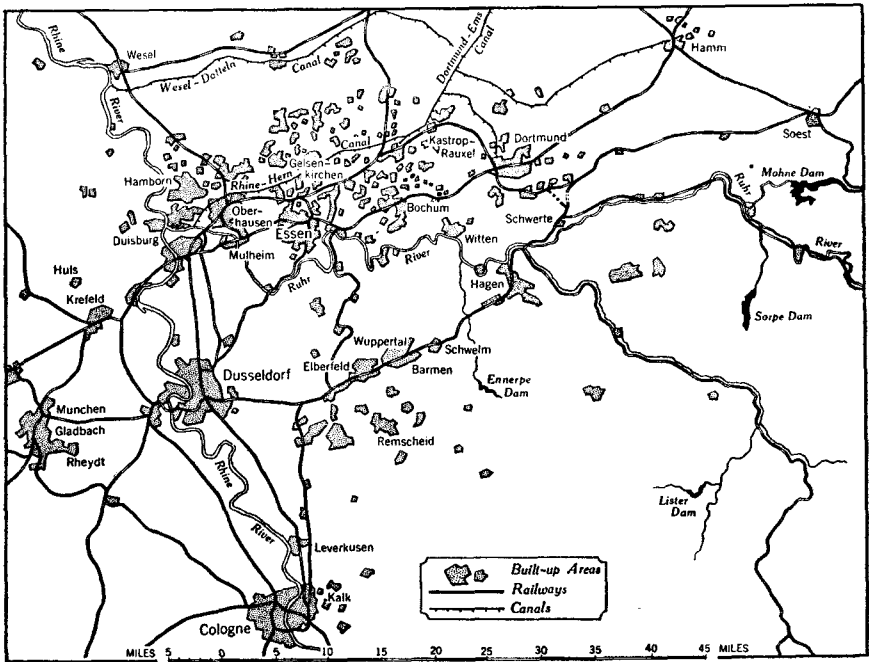 Rhine
River
Wesel
Wesel-Datteln Canal
Dortmund-Ems
Canal
Hamm
Soest
Hamborn
Rhine-Hern
Canal
Gelsen-
kirchen
Kastrop-
Rauxel
Dortmund
Mohne Dam
Ruhr
River
Duisburg
Ober-
hausen
Essen
Bochum
Schwerte
Mulheim
Ruhr
River
Witten
Huls
Krefeld
Hagen
Sorpe Dam
Dusseldorf
Elberfeld
Wuppertal
Barmen
Schwelm
Ennerpe
Dam
Munchen
Gladbach
Rheydt
Remscheid
Rhine
River
Lister
Dam
Leverkusen
Kalk
Cologne
Built-up Areas
Railways
Canals
MILES 5 0 5 10 15 20 25 30 35 40 45 MILES